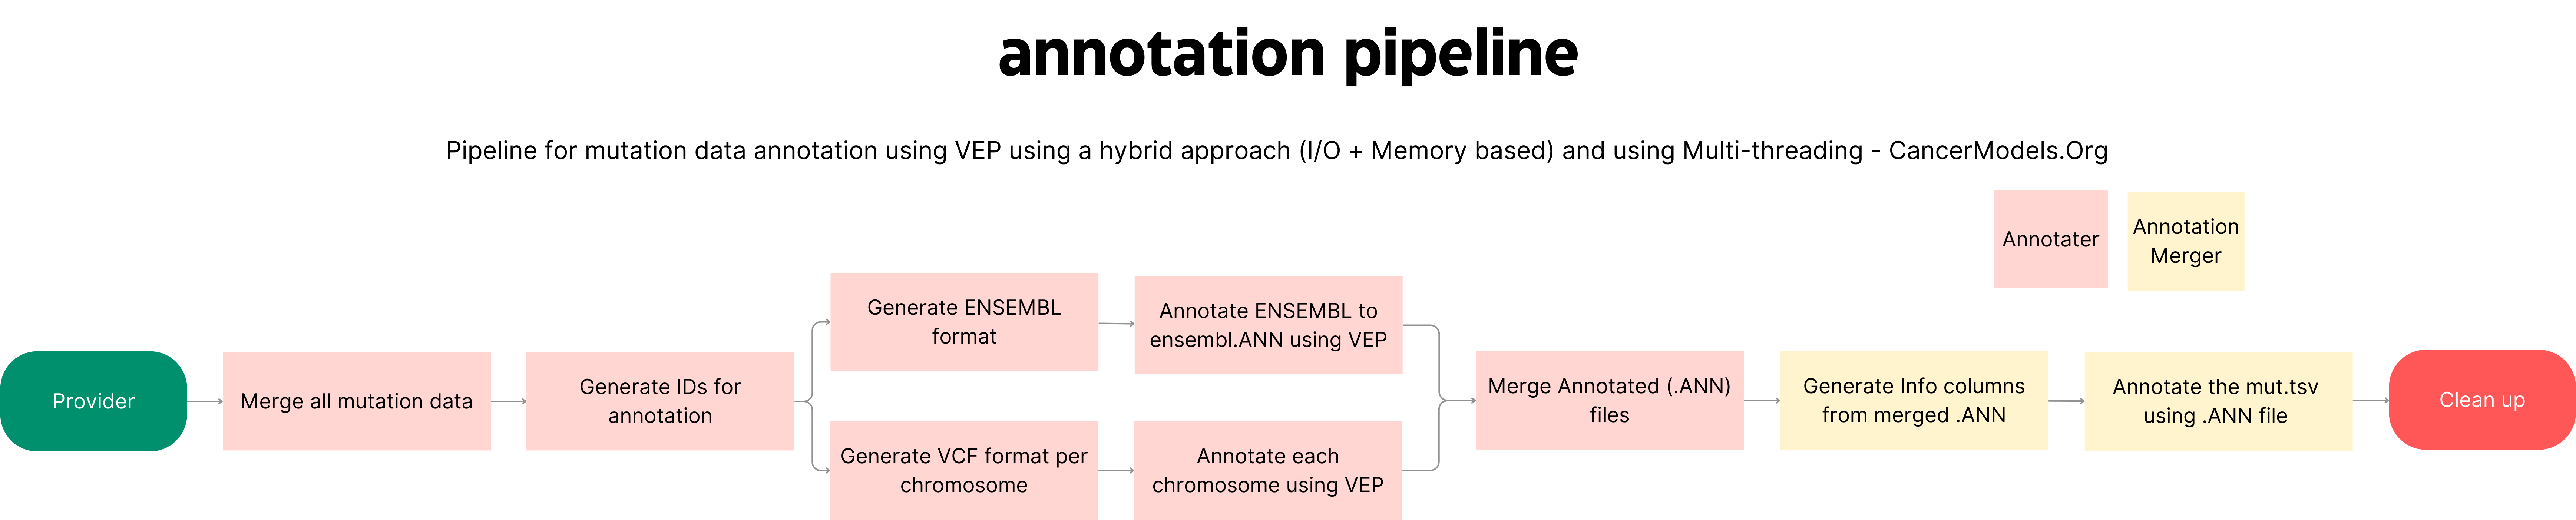 annotation pipeline
Pipeline for mutation data annotation using VEP using a hybrid approach (I/O + Memory based) and using Multi-threading - CancerModels.Org
Annotater
Annotation
Merger
Provider
Merge all mutation data
Generate IDs for
annotation
Generate ENSEMBL
format
Annotate ENSEMBL to
ensembl.ANN using VEP
Generate VCF format per
chromosome
Annotate each
chromosome using VEP
Merge Annotated (.ANN)
files
Generate Info columns
from merged .ANN
Annotate the mut.tsv
using .ANN file
Clean up